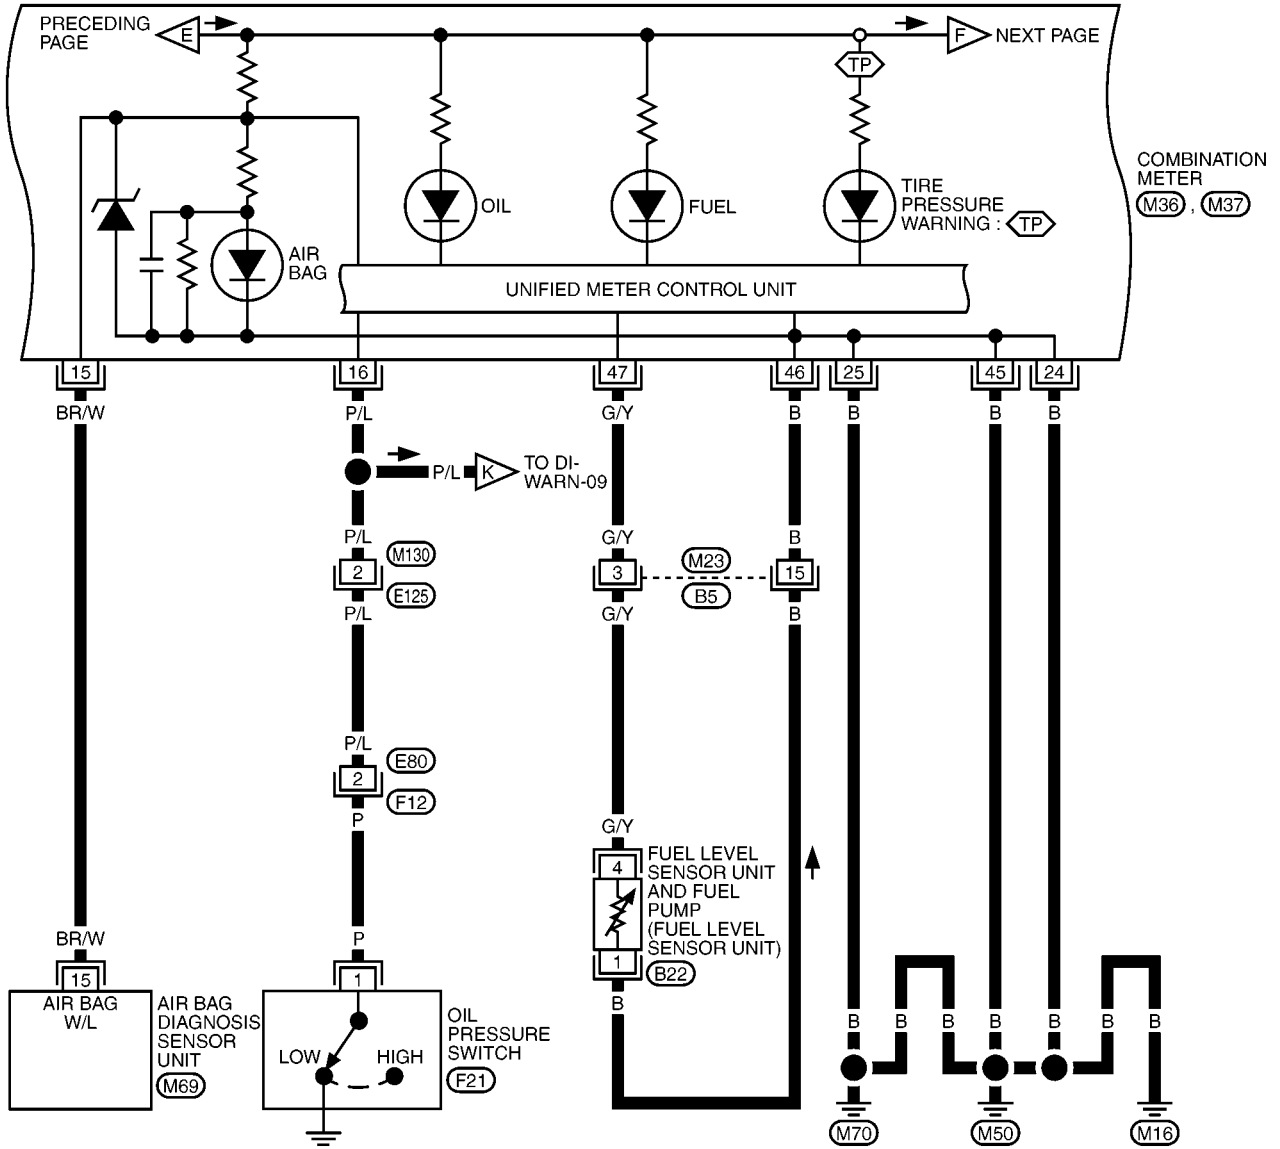 PRECEDING
PAGE
E
F
NEXT PAGE
TP
COMBINATION
METER
M36 , M37
OIL
FUEL
TIRE
PRESSURE
WARNING : TP
AIR
BAG
UNIFIED METER CONTROL UNIT
15
16
47
46
25
45
24
BR/W
P/L
G/Y
B
B
B
B
P/L
K
TO DI-
WARN-09
P/L
G/Y
B
2
M130
E125
3
M23
B5
15
P/L
G/Y
B
P/L
2
E80
F12
P
G/Y
4
FUEL LEVEL
SENSOR UNIT
AND FUEL
PUMP
(FUEL LEVEL
SENSOR UNIT)
1
B22
B
BR/W
P
15
1
AIR BAG
W/L
AIR BAG
DIAGNOSIS
SENSOR
UNIT
M69
LOW
HIGH
OIL
PRESSURE
SWITCH
F21
B
B
B
B
B
B
B
M70
M50
M16